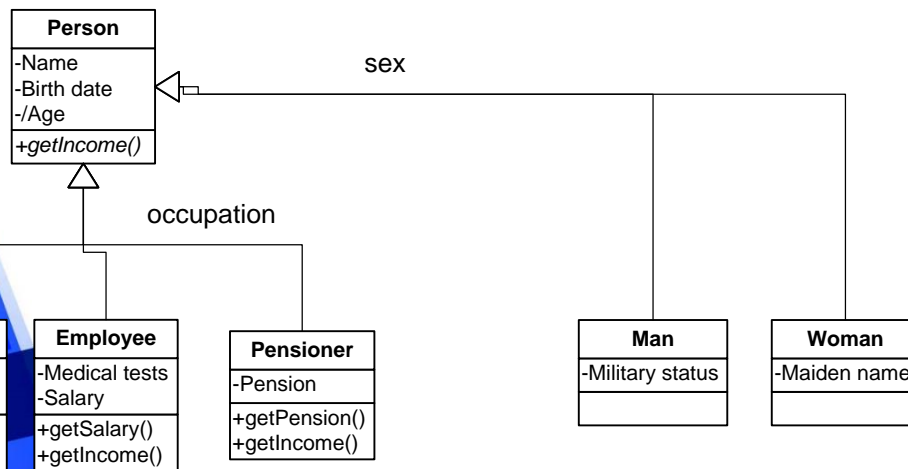 Person
-Name
-Birth date
-/Age
+getIncome()
sex
occupation
Employee
-Medical tests
-Salary
+getSalary()
+getIncome()
Pensioner
-Pension
+getPension()
+getIncome()
Man
-Military status
Woman
-Maiden name